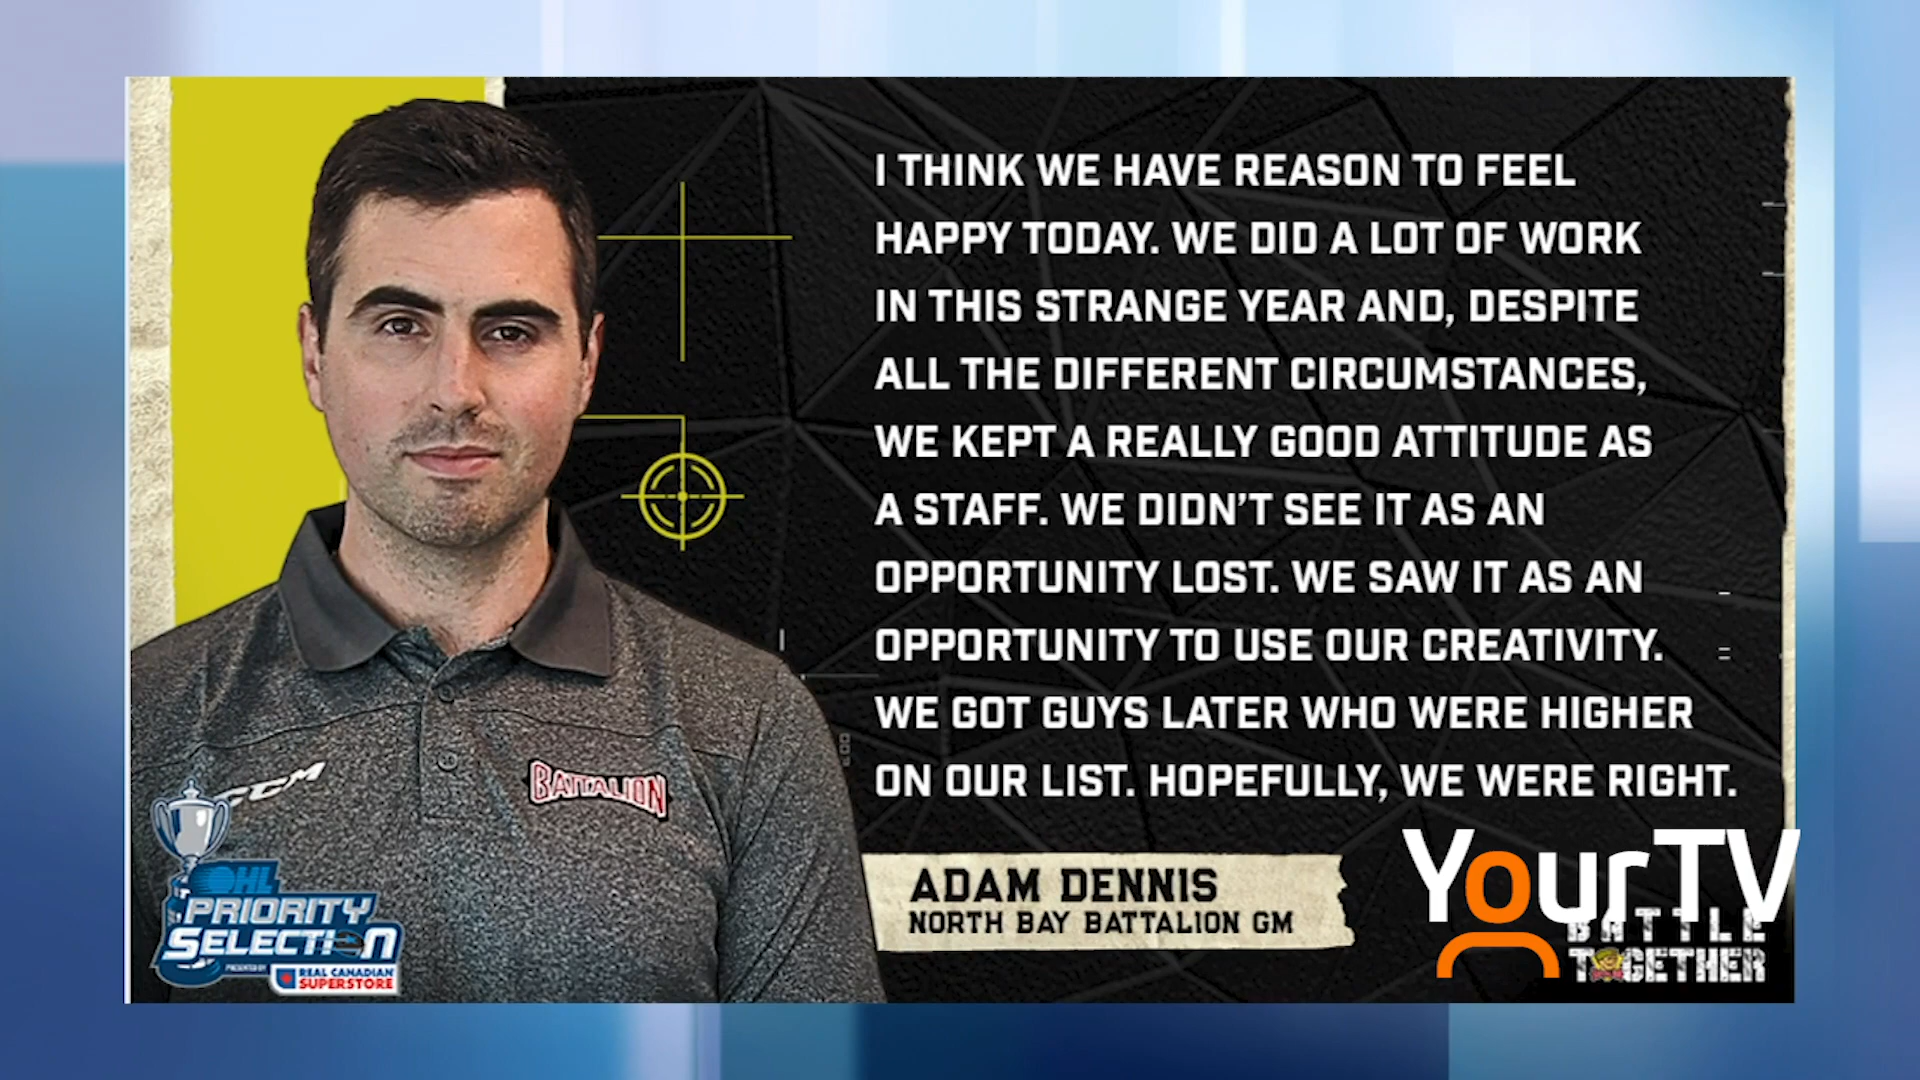 I THINK WE HAVE REASON TO FEEL
HAPPY TODAY. WE DID A LOT OF WORK
IN THIS STRANGE YEAR AND, DESPITE
ALL THE DIFFERENT CIRCUMSTANCES,
WE KEPT A REALLY GOOD ATTITUDE AS
A STAFF. WE DIDN'T SEE IT AS AN
OPPORTUNITY LOST. WE SAW IT AS AN
OPPORTUNITY TO USE OUR CREATIVITY.
WE GOT GUYS LATER WHO WERE HIGHER
ON OUR LIST. HOPEFULLY, WE WERE RIGHT.
CCM
BATTALION
ADAM DENNIS
NORTH BAY BATTALION GM
OHL
PRIORITY
SELECTION
PRESENTED BY
REAL CANADIAN
SUPERSTORE
YourTV
BATTLE
TOGETHER